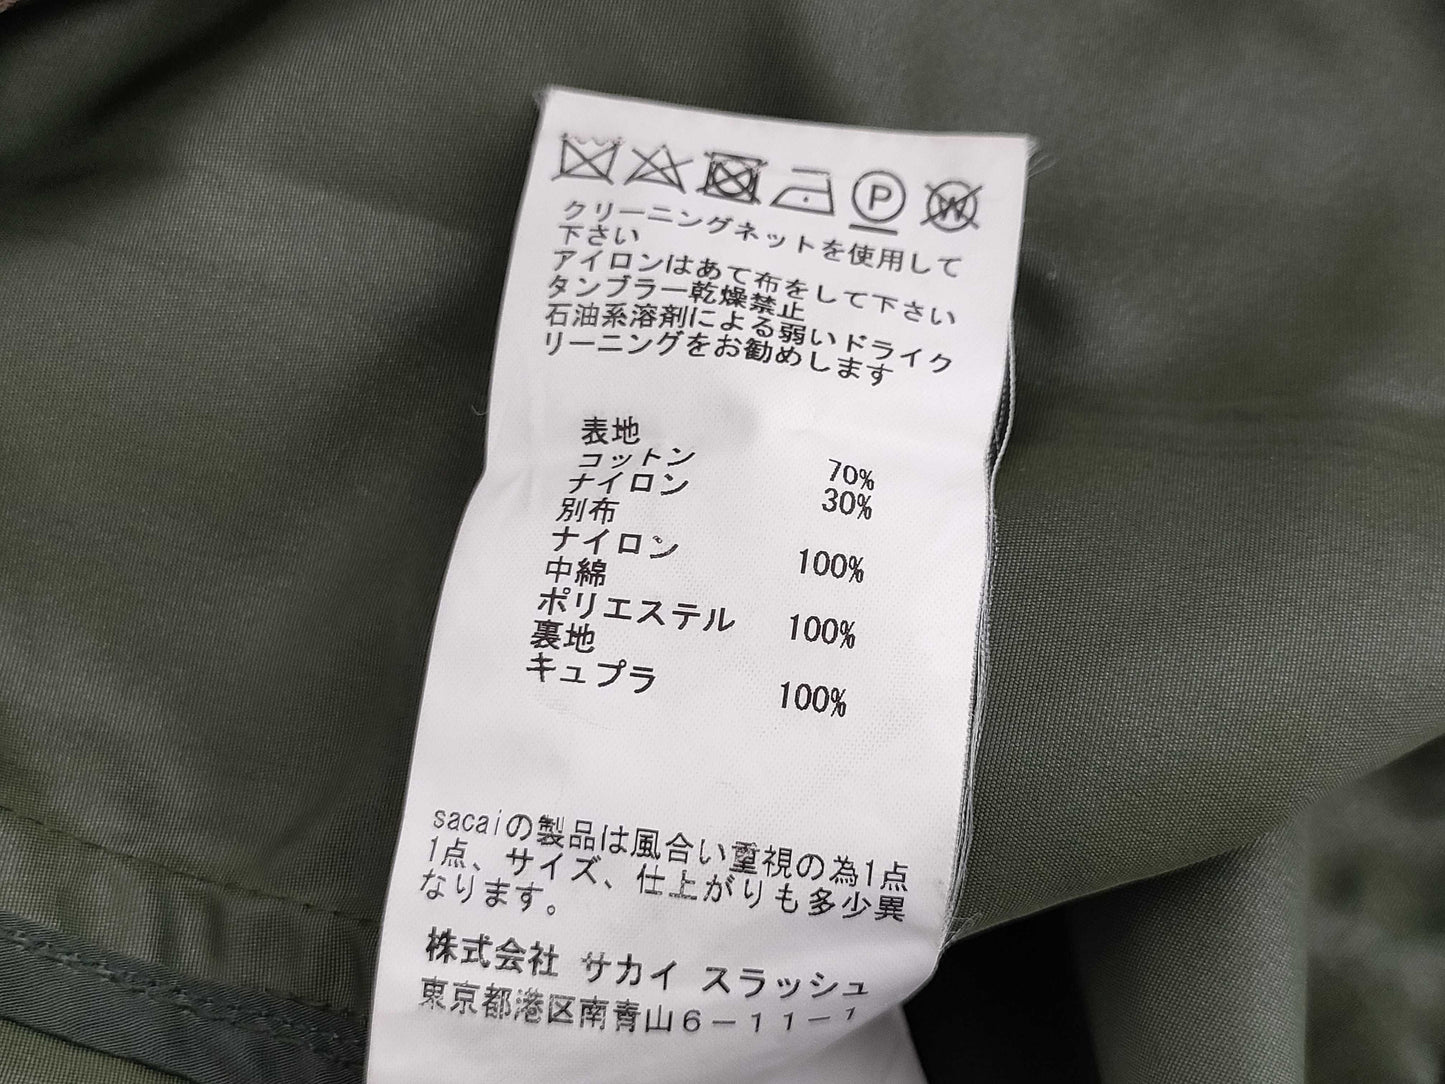 P W
クリーニングネットを使用して
下さい
アイロンはあて布をして下さい
タンブラー乾燥禁止
石油系溶剤による弱いドライク
リーニングをお勧めします
表地
コットン 70%
ナイロン 30%
別布
ナイロン 100%
中綿
ポリエステル 100%
裏地
キュプラ 100%
sacaiの製品は風合い重視の為1点
1点、サイズ、仕上がりも多少異
なります。
株式会社 サカイ スラッシュ
東京都港区南青山6-11-1